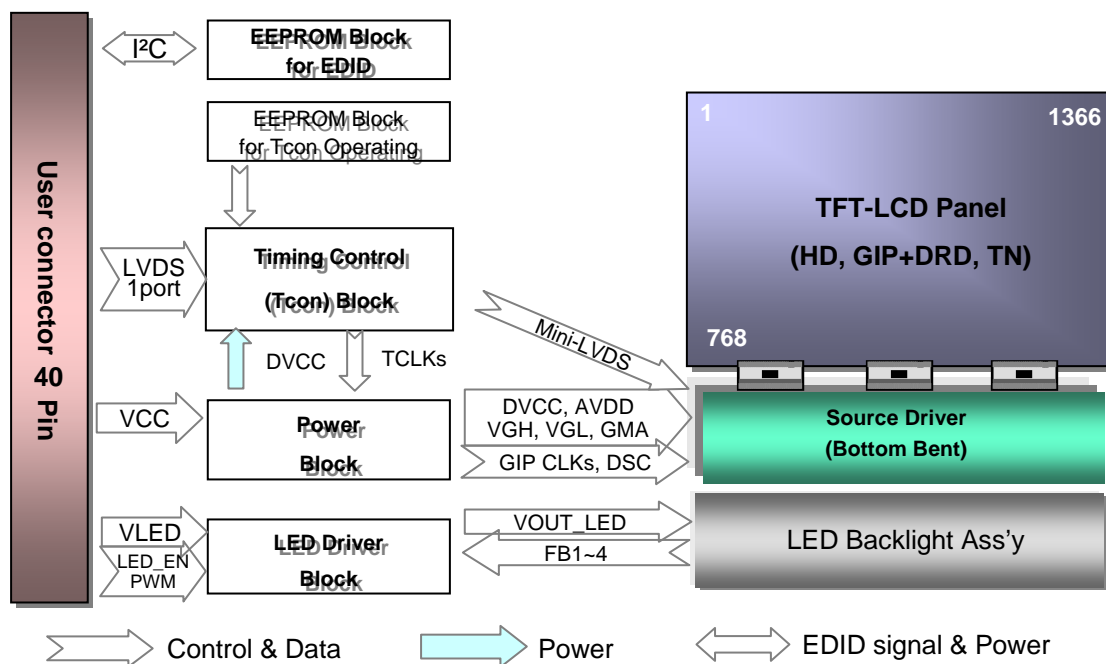 User connector 40 Pin
I²C
EEPROM Block
for EDID
EEPROM Block
for Tcon Operating
LVDS
1port
Timing Control
(Tcon) Block
DVCC
TCLKs
Mini-LVDS
VCC
Power
Block
DVCC, AVDD
VGH, VGL, GMA
GIP CLKs, DSC
VLED
LED_EN
PWM
LED Driver
Block
VOUT_LED
FB1~4
1
1366
TFT-LCD Panel
(HD, GIP+DRD, TN)
768
Source Driver
(Bottom Bent)
LED Backlight Ass’y
Control & Data
Power
EDID signal & Power